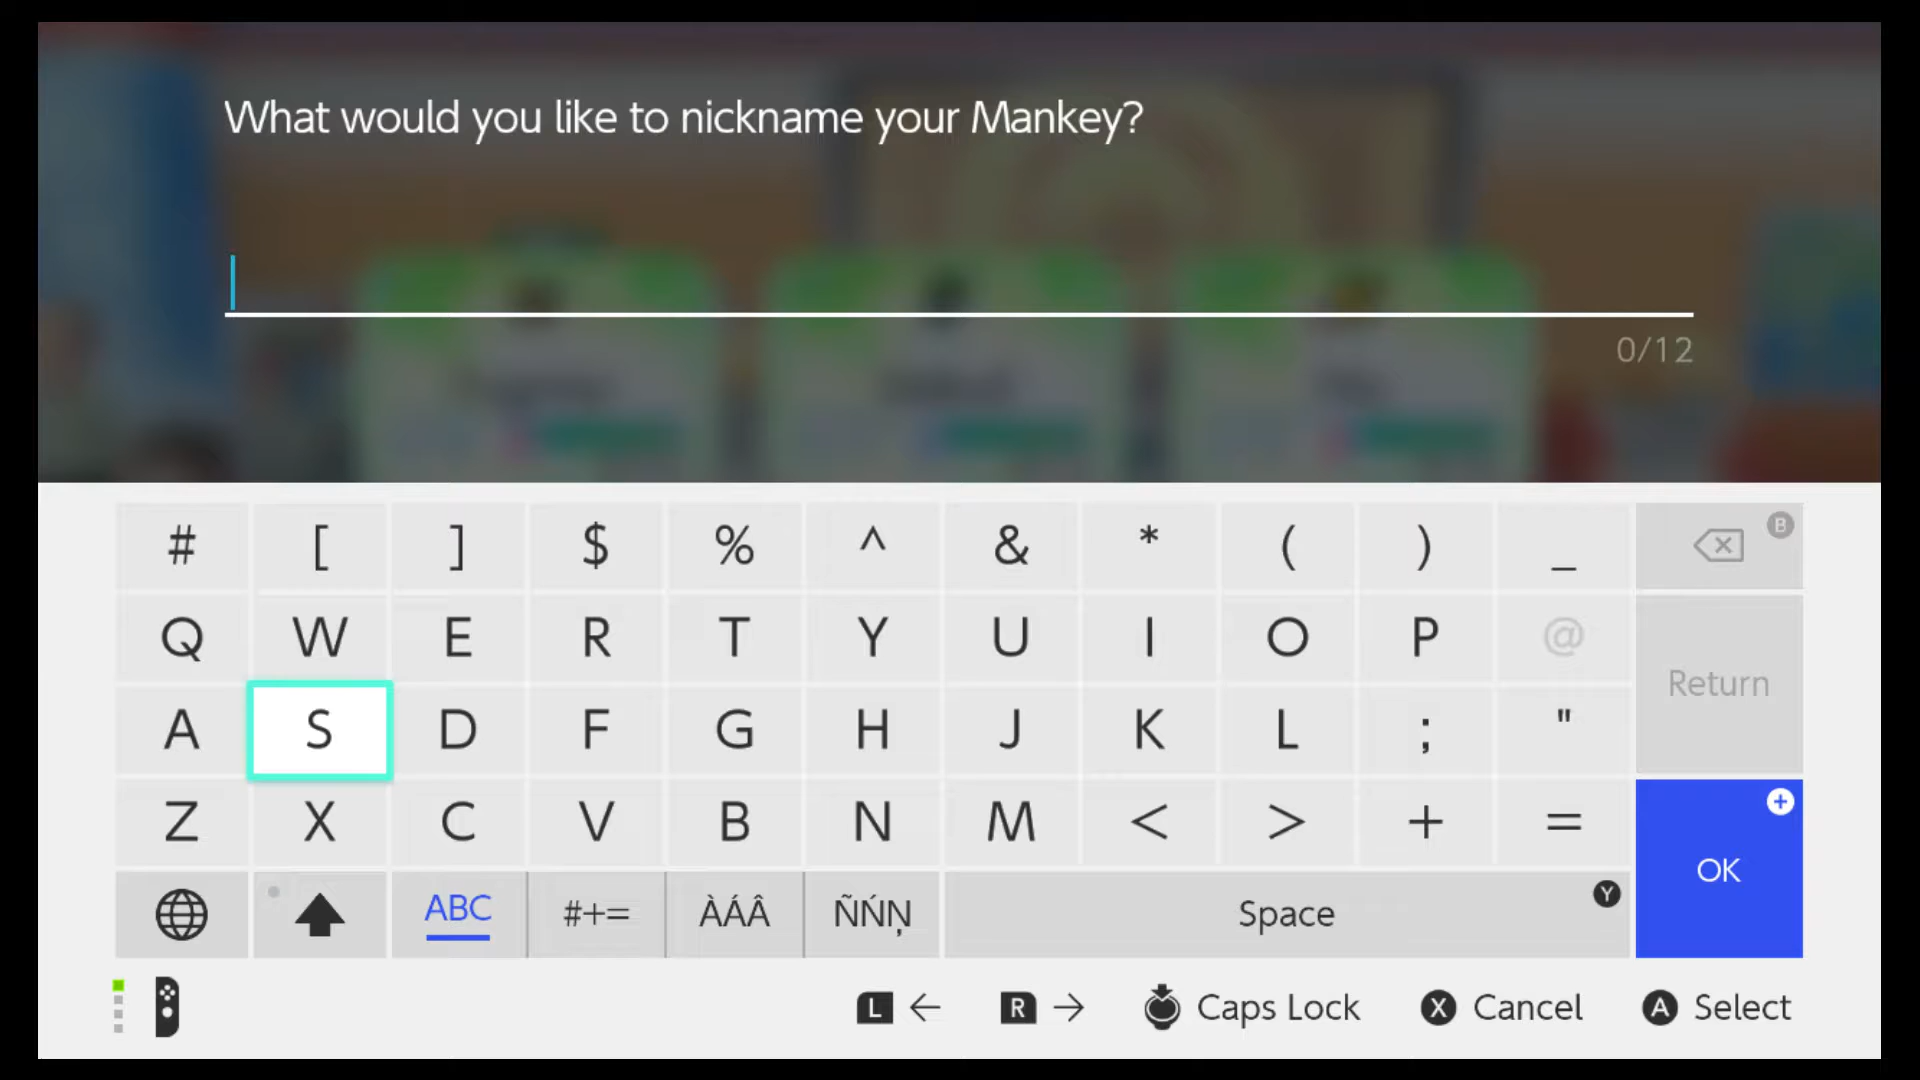 What would you like to nickname your Mankey?
0/12
# [ ] $ % ^ & * ( ) _ B
Q W E R T Y U I O P @
Return
A S D F G H J K L ; "
Z X C V B N M < > + =
OK
ABC #+= ÀÁÂ ÑŃŅ Space Y
L ← R → Caps Lock X Cancel A Select